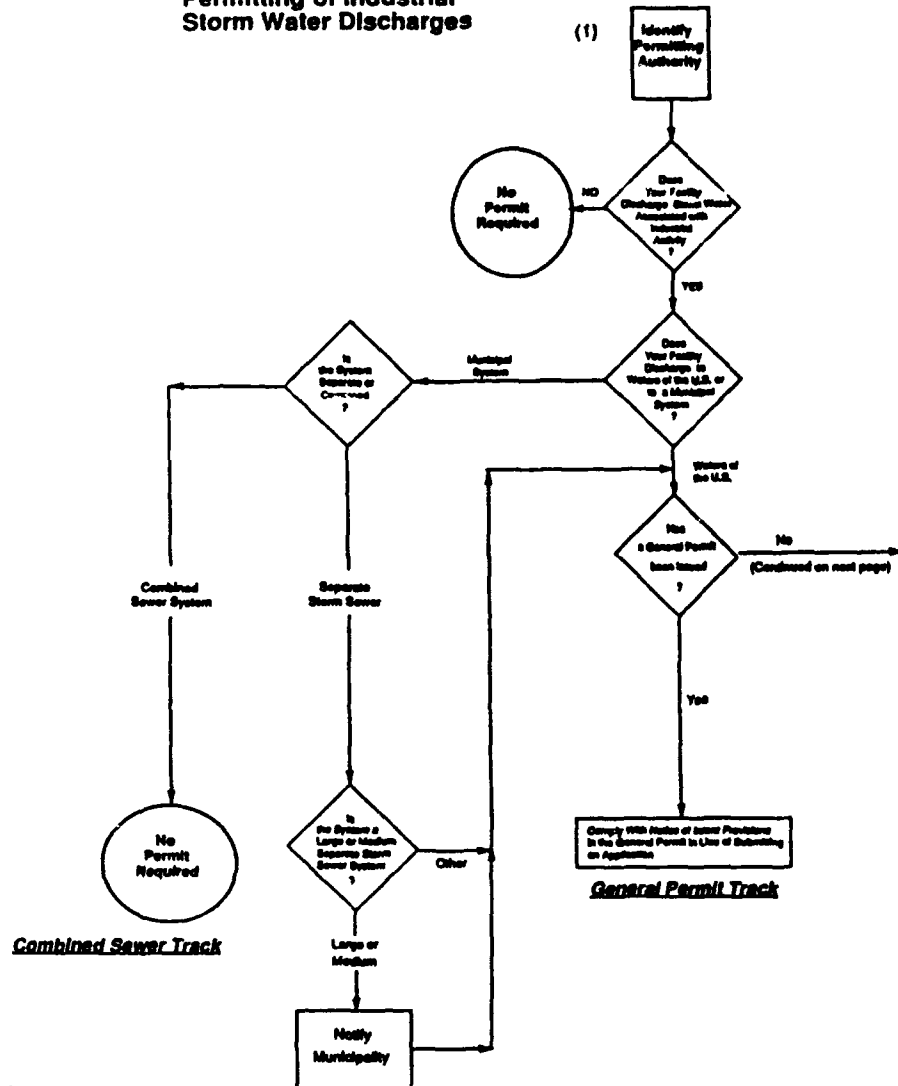 Permitting of Industrial
Storm Water Discharges
(1)
Identify
Permitting
Authority
Does
Your Facility
Discharge Storm Water
Associated with
Industrial
Activity
?
NO
No
Permit
Required
YES
Does
Your Facility
Discharge to
Waters of the U.S. or
to a Municipal
System
?
Municipal
System
Is
the System
Separate or
Combined
?
Waters of
the U.S.
Has
a General Permit
been issued
?
No
(Continued on next page)
Combined
Sewer System
Separate
Storm Sewer
Yes
Is
the System a
Large or Medium
Separate Storm
Sewer System
?
Other
No
Permit
Required
Comply With Notice of Intent Provisions
in the General Permit in Lieu of Submitting
an Application
General Permit Track
Combined Sewer Track
Large or
Medium
Notify
Municipality